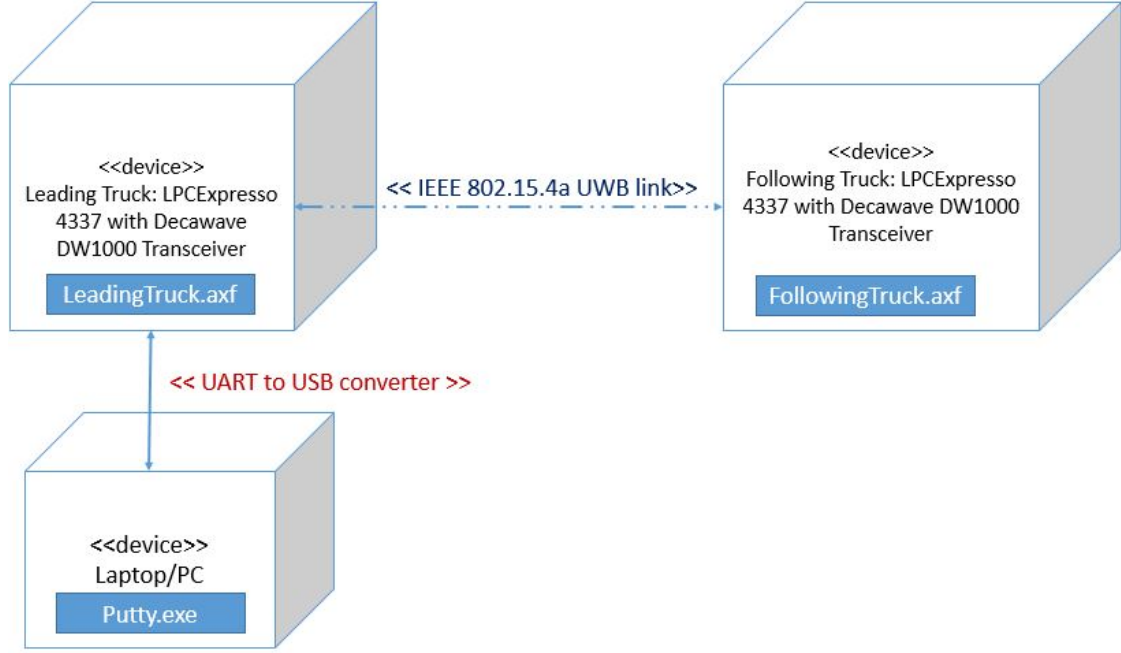 <<device>>
Leading Truck: LPCExpresso
4337 with Decawave
DW1000 Transceiver
LeadingTruck.axf
<< IEEE 802.15.4a UWB link>>
<<device>>
Following Truck: LPCExpresso
4337 with Decawave DW1000
Transceiver
FollowingTruck.axf
<< UART to USB converter >>
<<device>>
Laptop/PC
Putty.exe